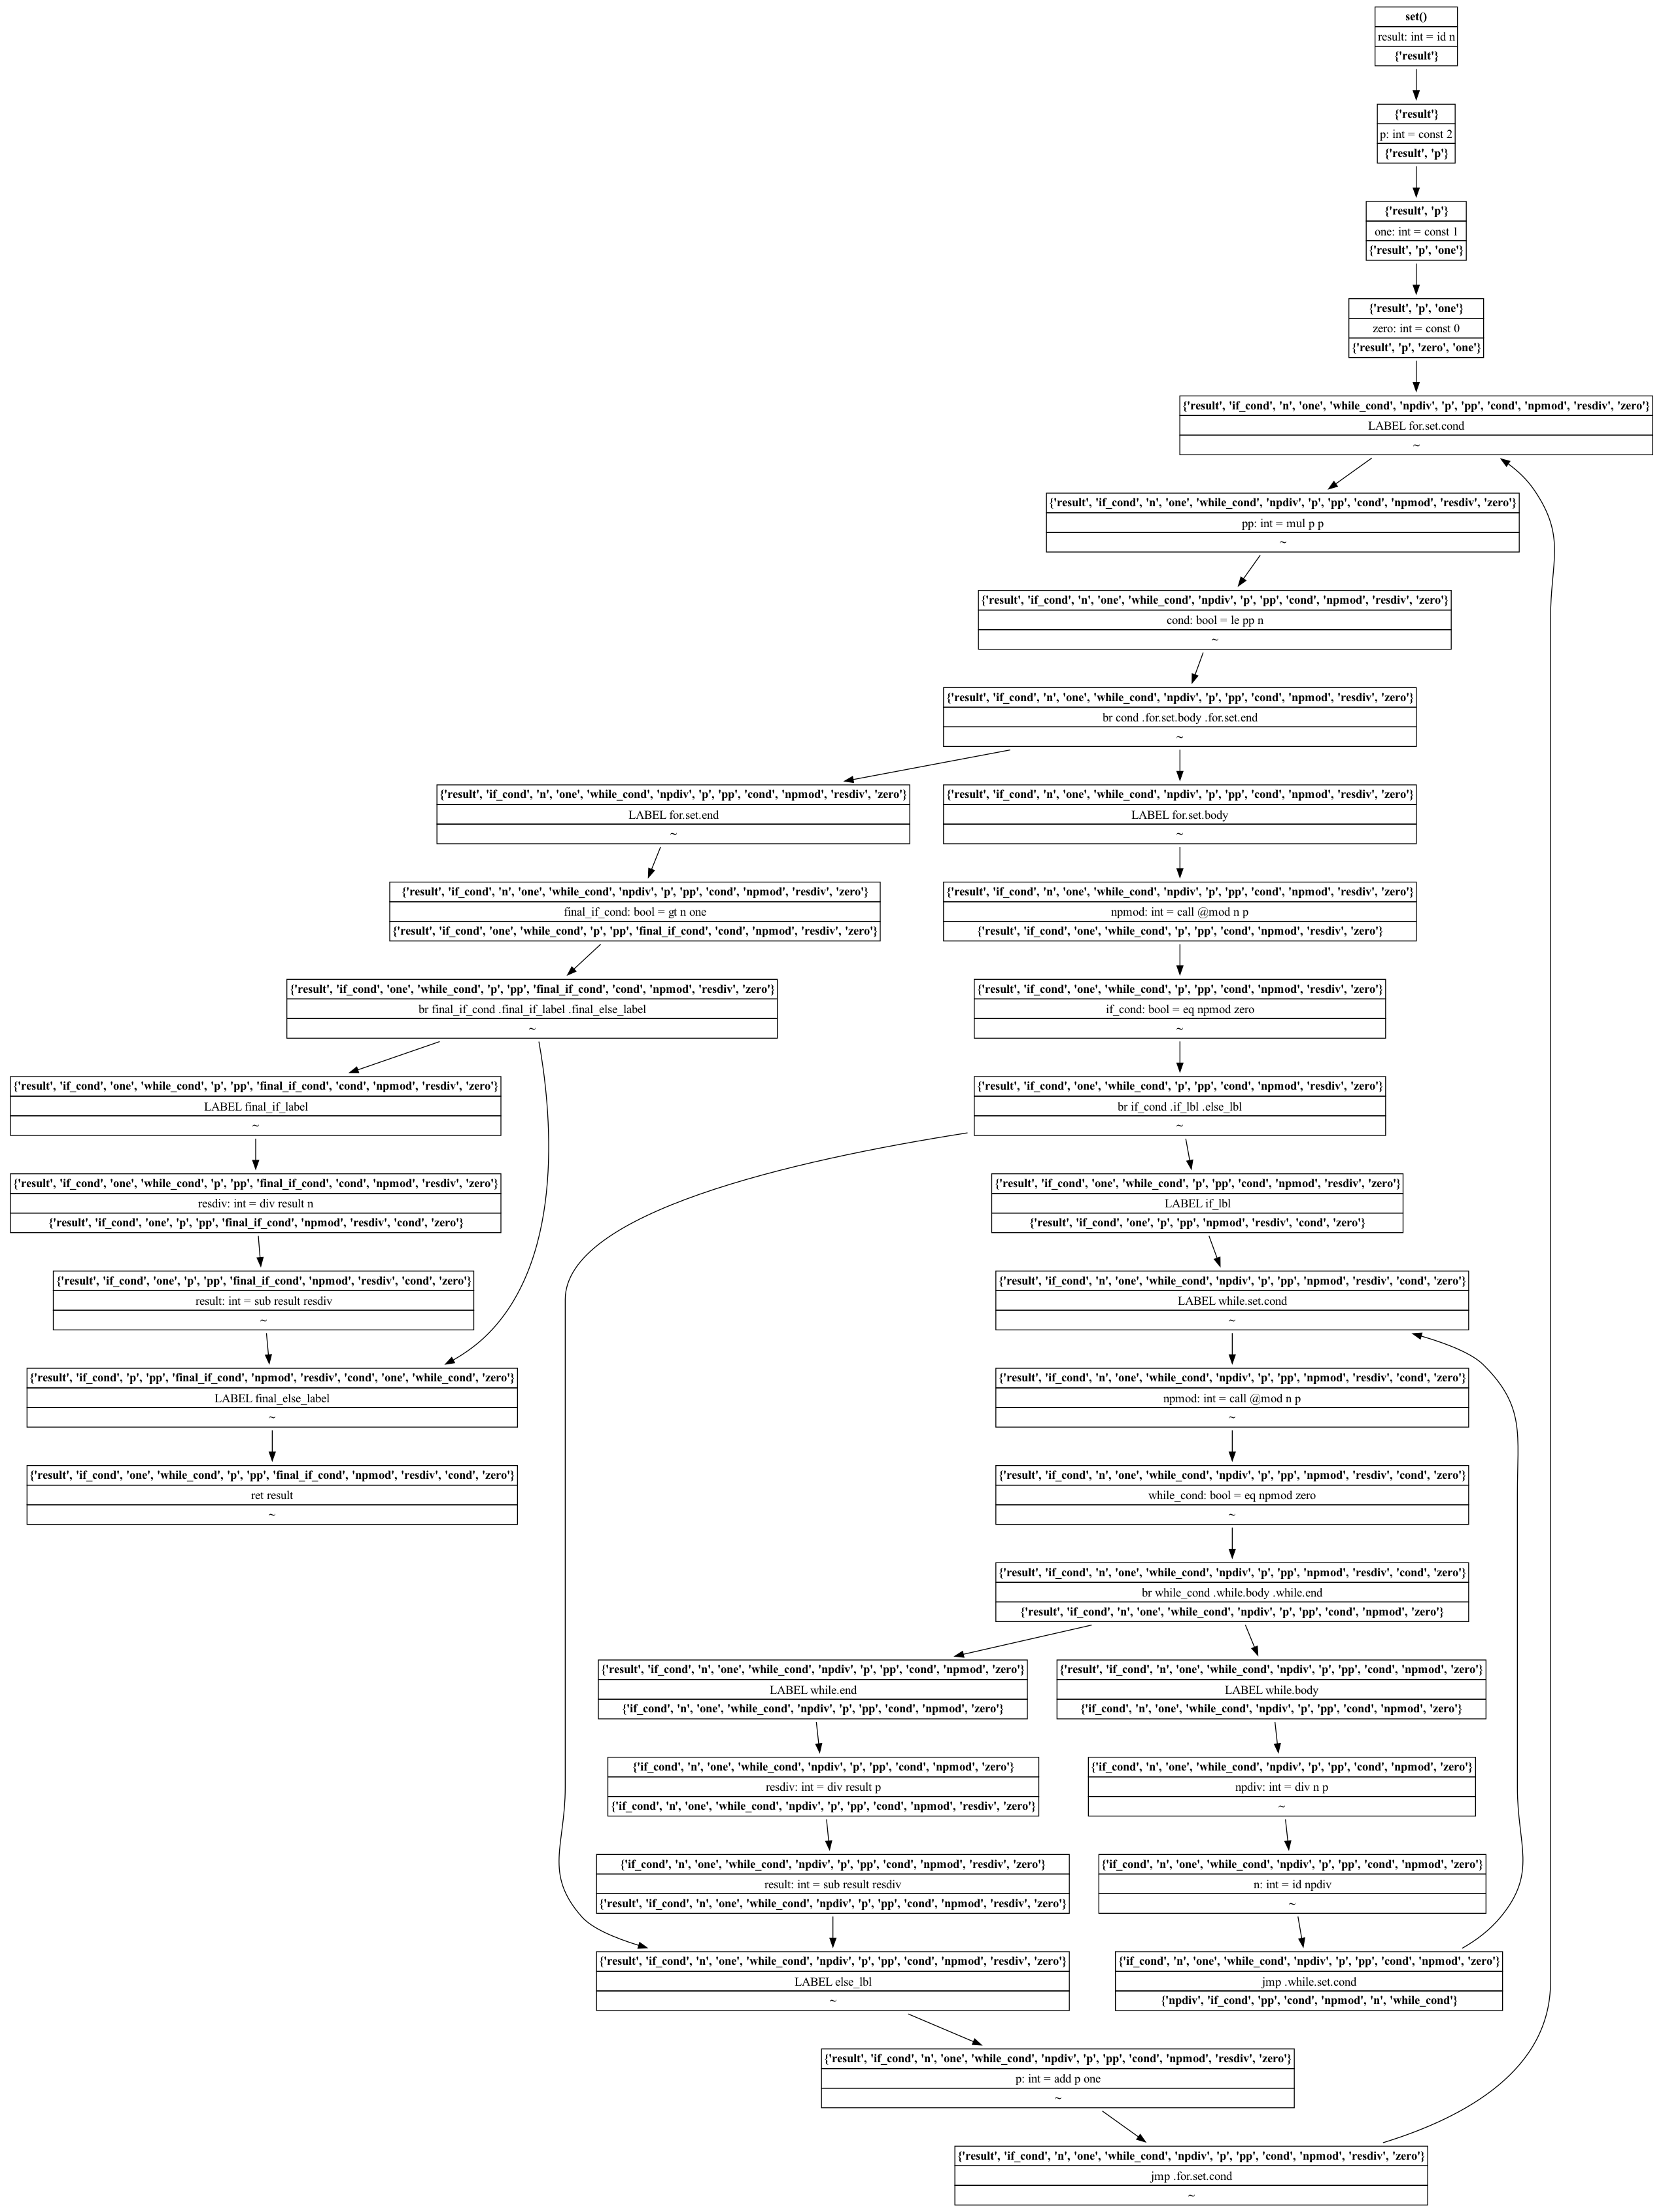 set()
result: int = id n
{'result'}
{'result'}
p: int = const 2
{'result', 'p'}
{'result', 'p'}
one: int = const 1
{'result', 'p', 'one'}
{'result', 'p', 'one'}
zero: int = const 0
{'result', 'p', 'zero', 'one'}
{'result', 'if_cond', 'n', 'one', 'while_cond', 'npdiv', 'p', 'pp', 'cond', 'npmod', 'resdiv', 'zero'}
LABEL for.set.cond
~
{'result', 'if_cond', 'n', 'one', 'while_cond', 'npdiv', 'p', 'pp', 'cond', 'npmod', 'resdiv', 'zero'}
pp: int = mul p p
~
{'result', 'if_cond', 'n', 'one', 'while_cond', 'npdiv', 'p', 'pp', 'cond', 'npmod', 'resdiv', 'zero'}
cond: bool = le pp n
~
{'result', 'if_cond', 'n', 'one', 'while_cond', 'npdiv', 'p', 'pp', 'cond', 'npmod', 'resdiv', 'zero'}
br cond .for.set.body .for.set.end
~
{'result', 'if_cond', 'n', 'one', 'while_cond', 'npdiv', 'p', 'pp', 'cond', 'npmod', 'resdiv', 'zero'}
LABEL for.set.end
~
{'result', 'if_cond', 'n', 'one', 'while_cond', 'npdiv', 'p', 'pp', 'cond', 'npmod', 'resdiv', 'zero'}
final_if_cond: bool = gt n one
{'result', 'if_cond', 'one', 'while_cond', 'p', 'pp', 'final_if_cond', 'cond', 'npmod', 'resdiv', 'zero'}
{'result', 'if_cond', 'one', 'while_cond', 'p', 'pp', 'final_if_cond', 'cond', 'npmod', 'resdiv', 'zero'}
br final_if_cond .final_if_label .final_else_label
~
{'result', 'if_cond', 'one', 'while_cond', 'p', 'pp', 'final_if_cond', 'cond', 'npmod', 'resdiv', 'zero'}
LABEL final_if_label
~
{'result', 'if_cond', 'one', 'while_cond', 'p', 'pp', 'final_if_cond', 'cond', 'npmod', 'resdiv', 'zero'}
resdiv: int = div result n
{'result', 'if_cond', 'one', 'p', 'pp', 'final_if_cond', 'npmod', 'resdiv', 'cond', 'zero'}
{'result', 'if_cond', 'one', 'p', 'pp', 'final_if_cond', 'npmod', 'resdiv', 'cond', 'zero'}
result: int = sub result resdiv
~
{'result', 'if_cond', 'p', 'pp', 'final_if_cond', 'npmod', 'resdiv', 'cond', 'one', 'while_cond', 'zero'}
LABEL final_else_label
~
{'result', 'if_cond', 'one', 'while_cond', 'p', 'pp', 'final_if_cond', 'npmod', 'resdiv', 'cond', 'zero'}
ret result
~
{'result', 'if_cond', 'n', 'one', 'while_cond', 'npdiv', 'p', 'pp', 'cond', 'npmod', 'resdiv', 'zero'}
LABEL for.set.body
~
{'result', 'if_cond', 'n', 'one', 'while_cond', 'npdiv', 'p', 'pp', 'cond', 'npmod', 'resdiv', 'zero'}
npmod: int = call @mod n p
{'result', 'if_cond', 'one', 'while_cond', 'p', 'pp', 'cond', 'npmod', 'resdiv', 'zero'}
{'result', 'if_cond', 'one', 'while_cond', 'p', 'pp', 'cond', 'npmod', 'resdiv', 'zero'}
if_cond: bool = eq npmod zero
~
{'result', 'if_cond', 'one', 'while_cond', 'p', 'pp', 'cond', 'npmod', 'resdiv', 'zero'}
br if_cond .if_lbl .else_lbl
~
{'result', 'if_cond', 'one', 'while_cond', 'p', 'pp', 'cond', 'npmod', 'resdiv', 'zero'}
LABEL if_lbl
{'result', 'if_cond', 'one', 'p', 'pp', 'npmod', 'resdiv', 'cond', 'zero'}
{'result', 'if_cond', 'n', 'one', 'while_cond', 'npdiv', 'p', 'pp', 'npmod', 'resdiv', 'cond', 'zero'}
LABEL while.set.cond
~
{'result', 'if_cond', 'n', 'one', 'while_cond', 'npdiv', 'p', 'pp', 'npmod', 'resdiv', 'cond', 'zero'}
npmod: int = call @mod n p
~
{'result', 'if_cond', 'n', 'one', 'while_cond', 'npdiv', 'p', 'pp', 'npmod', 'resdiv', 'cond', 'zero'}
while_cond: bool = eq npmod zero
~
{'result', 'if_cond', 'n', 'one', 'while_cond', 'npdiv', 'p', 'pp', 'npmod', 'resdiv', 'cond', 'zero'}
br while_cond .while.body .while.end
{'result', 'if_cond', 'n', 'one', 'while_cond', 'npdiv', 'p', 'pp', 'cond', 'npmod', 'zero'}
{'result', 'if_cond', 'n', 'one', 'while_cond', 'npdiv', 'p', 'pp', 'cond', 'npmod', 'zero'}
LABEL while.end
{'if_cond', 'n', 'one', 'while_cond', 'npdiv', 'p', 'pp', 'cond', 'npmod', 'zero'}
{'if_cond', 'n', 'one', 'while_cond', 'npdiv', 'p', 'pp', 'cond', 'npmod', 'zero'}
resdiv: int = div result p
{'if_cond', 'n', 'one', 'while_cond', 'npdiv', 'p', 'pp', 'cond', 'npmod', 'resdiv', 'zero'}
{'if_cond', 'n', 'one', 'while_cond', 'npdiv', 'p', 'pp', 'cond', 'npmod', 'resdiv', 'zero'}
result: int = sub result resdiv
{'result', 'if_cond', 'n', 'one', 'while_cond', 'npdiv', 'p', 'pp', 'cond', 'npmod', 'resdiv', 'zero'}
{'result', 'if_cond', 'n', 'one', 'while_cond', 'npdiv', 'p', 'pp', 'cond', 'npmod', 'zero'}
LABEL while.body
{'if_cond', 'n', 'one', 'while_cond', 'npdiv', 'p', 'pp', 'cond', 'npmod', 'zero'}
{'if_cond', 'n', 'one', 'while_cond', 'npdiv', 'p', 'pp', 'cond', 'npmod', 'zero'}
npdiv: int = div n p
~
{'if_cond', 'n', 'one', 'while_cond', 'npdiv', 'p', 'pp', 'cond', 'npmod', 'zero'}
n: int = id npdiv
~
{'if_cond', 'n', 'one', 'while_cond', 'npdiv', 'p', 'pp', 'cond', 'npmod', 'zero'}
jmp .while.set.cond
{'npdiv', 'if_cond', 'pp', 'cond', 'npmod', 'n', 'while_cond'}
{'result', 'if_cond', 'n', 'one', 'while_cond', 'npdiv', 'p', 'pp', 'cond', 'npmod', 'resdiv', 'zero'}
LABEL else_lbl
~
{'result', 'if_cond', 'n', 'one', 'while_cond', 'npdiv', 'p', 'pp', 'cond', 'npmod', 'resdiv', 'zero'}
p: int = add p one
~
{'result', 'if_cond', 'n', 'one', 'while_cond', 'npdiv', 'p', 'pp', 'cond', 'npmod', 'resdiv', 'zero'}
jmp .for.set.cond
~